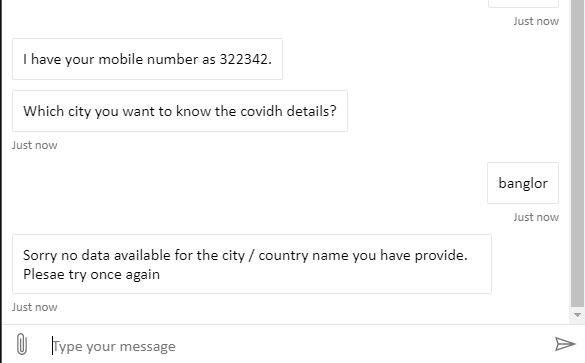 Just now
I have your mobile number as 322342.
Which city you want to know the covidh details?
Just now
banglor
Just now
Sorry no data available for the city / country name you have provide.
Plesae try once again
Just now
Type your message